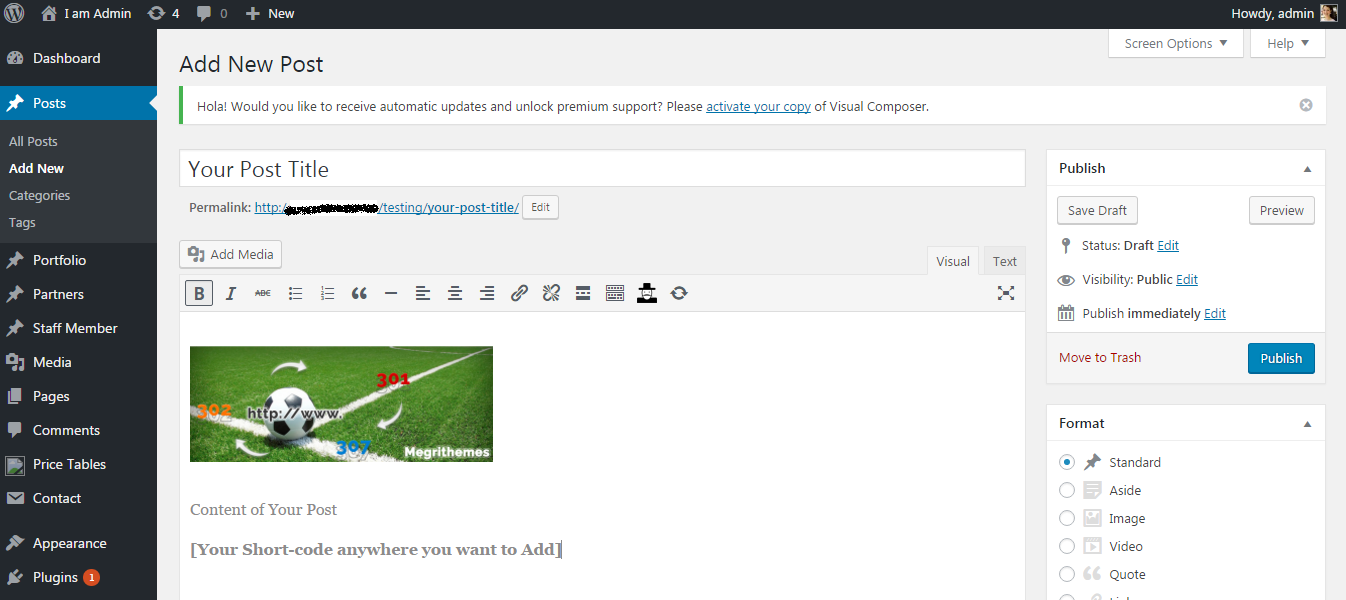 I am Admin 4 0 + New Howdy, admin
Screen Options ▼ Help ▼
Dashboard
Posts
All Posts
Add New
Categories
Tags
Portfolio
Partners
Staff Member
Media
Pages
Comments
Price Tables
Contact
Appearance
Plugins 1
Add New Post
Hola! Would you like to receive automatic updates and unlock premium support? Please activate your copy of Visual Composer.
Your Post Title
Permalink: http:/ /testing/your-post-title/ Edit
Add Media
Visual Text
B I ABC
301
302
http://www.
307
Megrithemes
Content of Your Post
[Your Short-code anywhere you want to Add]
Publish
Save Draft Preview
Status: Draft Edit
Visibility: Public Edit
Publish immediately Edit
Move to Trash Publish
Format
Standard
Aside
Image
Video
Quote